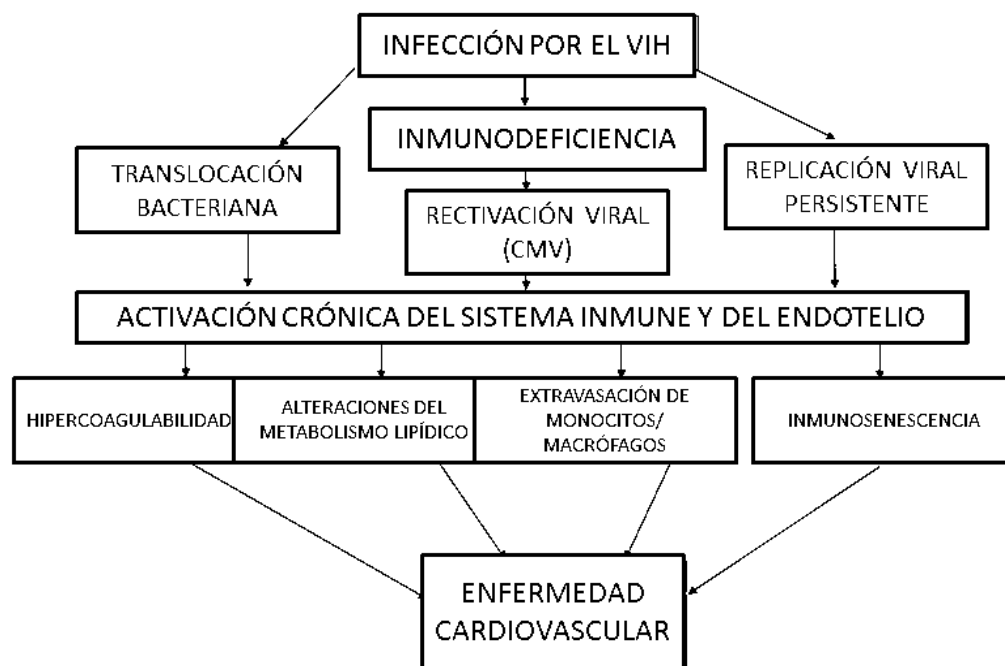 INFECCIÓN POR EL VIH
INMUNODEFICIENCIA
TRANSLOCACIÓN
BACTERIANA
RECTIVACIÓN VIRAL
(CMV)
REPLICACIÓN VIRAL
PERSISTENTE
ACTIVACIÓN CRÓNICA DEL SISTEMA INMUNE Y DEL ENDOTELIO
HIPERCOAGULABILIDAD
ALTERACIONES DEL
METABOLISMO LIPÍDICO
EXTRAVASACIÓN DE
MONOCITOS/
MACRÓFAGOS
INMUNOSENESCENCIA
ENFERMEDAD
CARDIOVASCULAR